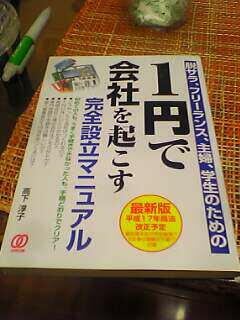 脱サラ、フリーランス、主婦、学生のための
1円で
会社を起こす
完全設立マニュアル
高下淳子
最新版
平成17年商法
改正予定